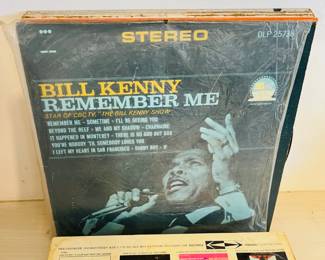 STEREO
DLP 25738
BILL KENNY
REMEMBER ME
STAR OF CBC TV, "THE BILL KENNY SHOW"
REMEMBER ME - SOMETIME - I'LL BE SEEING YOU
BEYOND THE REEF - ME AND MY SHADOW - CHARMAINE
IT HAPPENED IN MONTEREY - THERE IS NO GREATER LOVE
YOU'RE NOBODY 'TIL SOMEBODY LOVES YOU
I LEFT MY HEART IN SAN FRANCISCO - DANNY BOY - IF